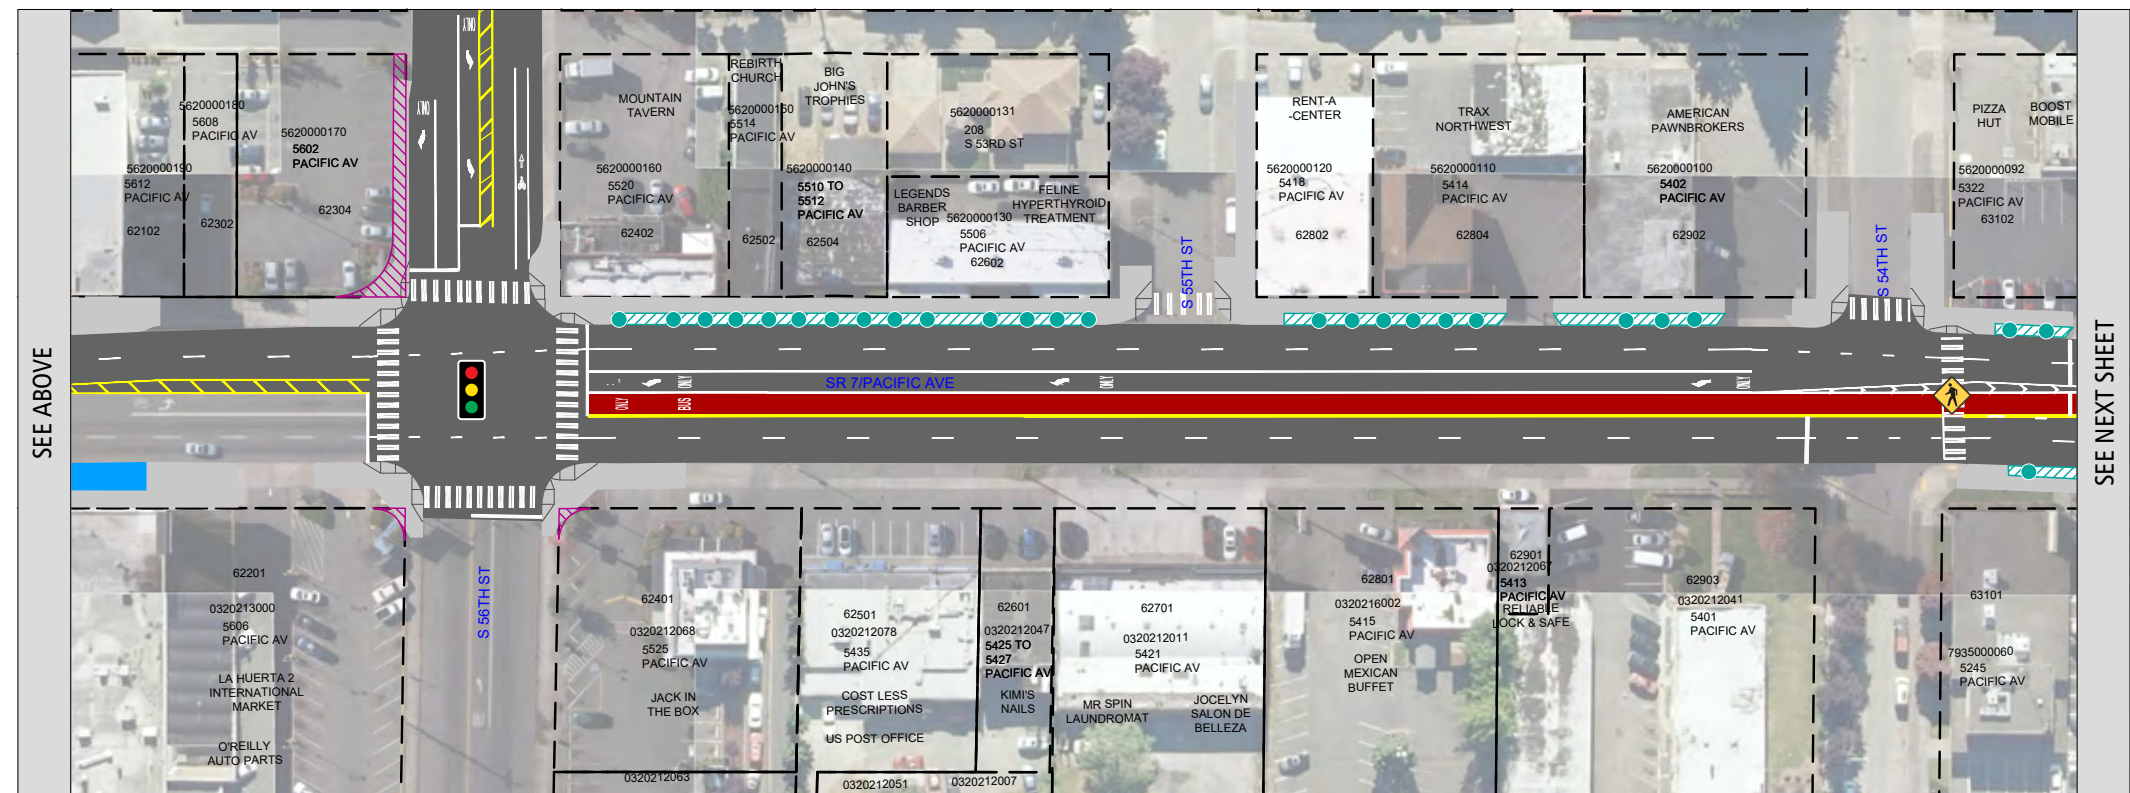 SEE ABOVE
ONLY
ONLY
5620000180
5608
PACIFIC AV
5620000170
5602
PACIFIC AV
5620000190
5612
PACIFIC AV
62102
62302
62304
MOUNTAIN
TAVERN
5620000160
5520
PACIFIC AV
62402
REBIRTH
CHURCH
5620000150
5514
PACIFIC AV
62502
BIG
JOHN'S
TROPHIES
5620000140
5510 TO
5512
PACIFIC AV
62504
5620000131
208
S 53RD ST
LEGENDS
BARBER
SHOP
FELINE
HYPERTHYROID
TREATMENT
5620000130
5506
PACIFIC AV
62602
S 55TH ST
RENT-A
-CENTER
5620000120
5418
PACIFIC AV
62802
TRAX
NORTHWEST
5620000110
5414
PACIFIC AV
62804
AMERICAN
PAWNBROKERS
5620000100
5402
PACIFIC AV
62902
S 54TH ST
PIZZA
HUT
BOOST
MOBILE
5620000092
5322
PACIFIC AV
63102
ONLY
SR 7/PACIFIC AVE
ONLY
ONLY
ONLY
BUS
SEE NEXT SHEET
62201
0320213000
5606
PACIFIC AV
LA HUERTA 2
INTERNATIONAL
MARKET
O'REILLY
AUTO PARTS
S 56TH ST
62401
0320212068
5525
PACIFIC AV
JACK IN
THE BOX
0320212063
62501
0320212078
5435
PACIFIC AV
COST LESS
PRESCRIPTIONS
US POST OFFICE
0320212051
62601
0320212047
5425 TO
5427
PACIFIC AV
KIMI'S
NAILS
0320212007
62701
0320212011
5421
PACIFIC AV
MR SPIN
LAUNDROMAT
JOCELYN
SALON DE
BELLEZA
62801
0320216002
5415
PACIFIC AV
OPEN
MEXICAN
BUFFET
62901
0320212067
5413
PACIFIC AV
RELIABLE
LOCK & SAFE
62903
0320212041
5401
PACIFIC AV
63101
7935000060
5245
PACIFIC AV